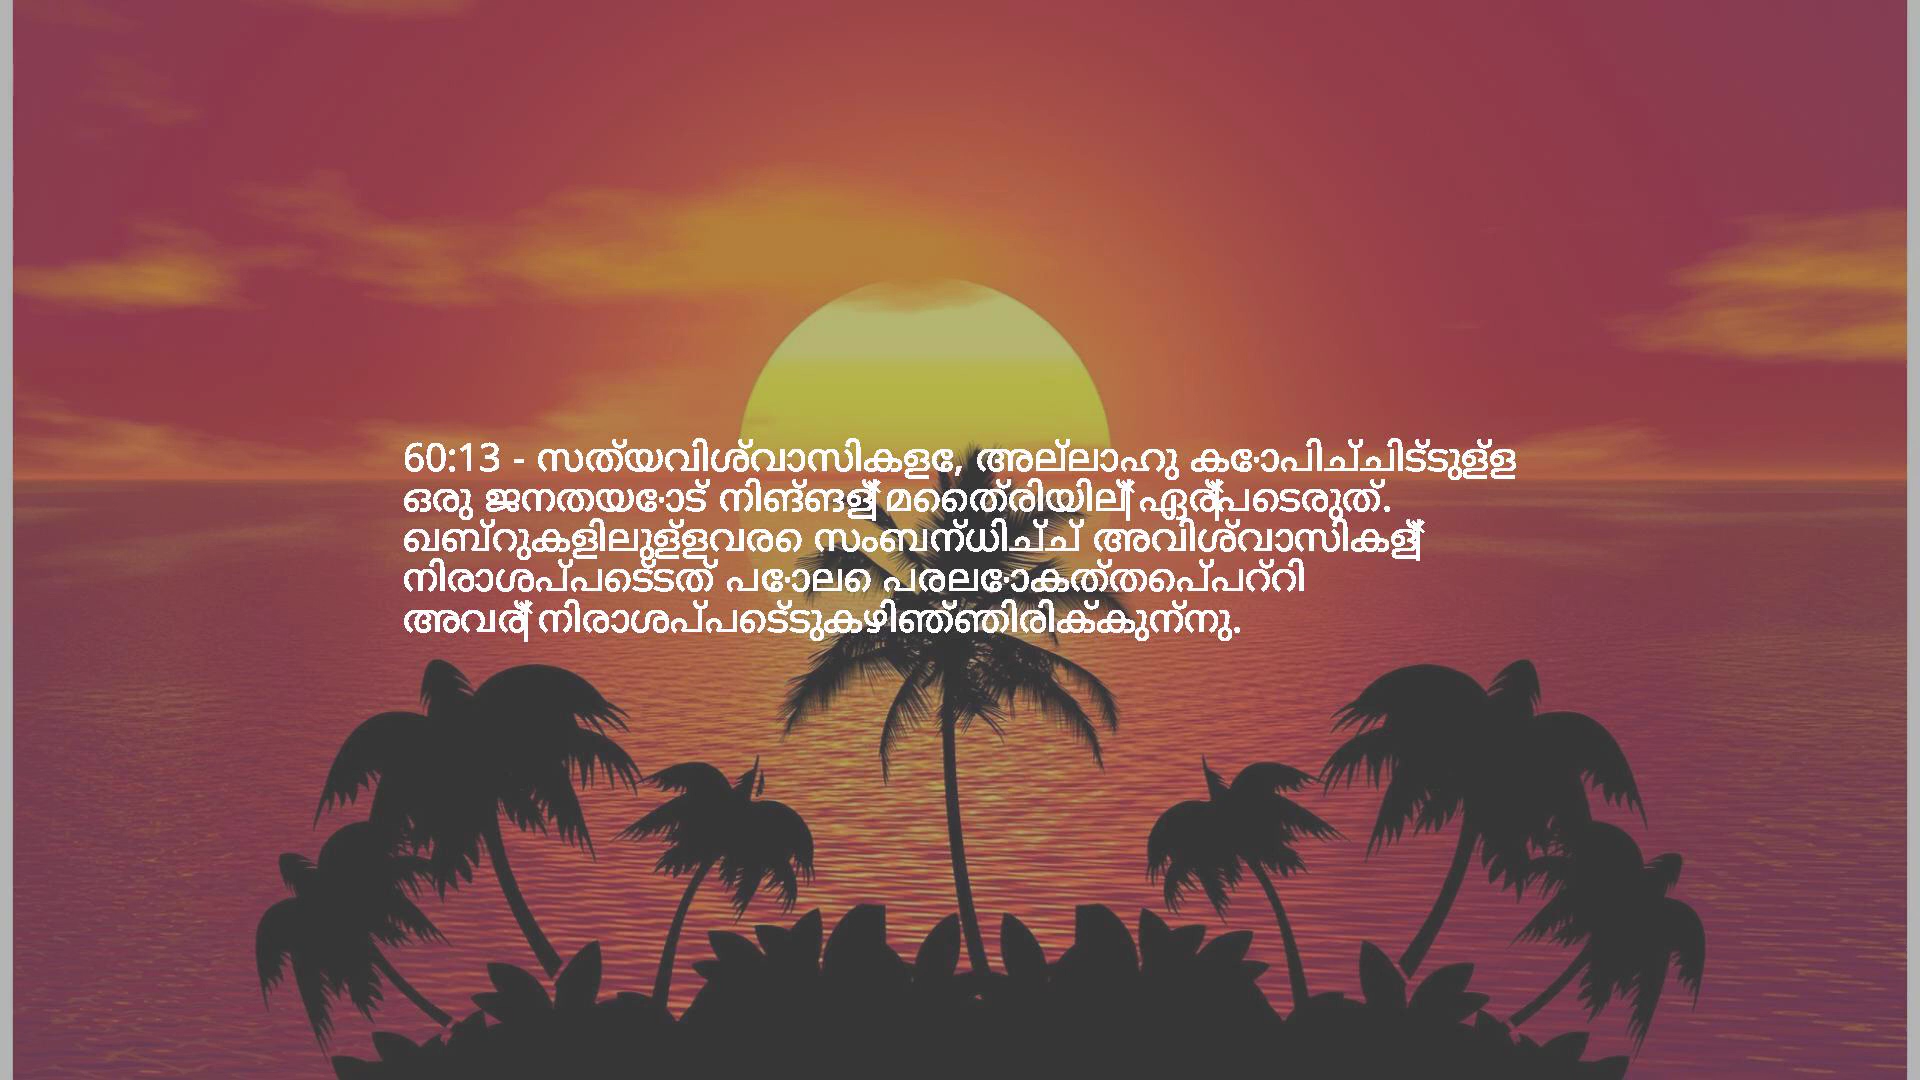 60:13 - സത്യവിശ്വാസികളേ, അല്ലാഹു കോപിച്ചിട്ടുള്ള
ഒരു ജനതയോട് നിങ്ങള്‍ മൈത്രിയില്‍ ഏര്‍പെടരുത്.
ഖബ്റുകളിലുള്ളവരെ സംബന്ധിച്ച് അവിശ്വാസികള്‍
നിരാശപ്പെട്ടത് പോലെ പരലോകത്തെപ്പറ്റി
അവര്‍ നിരാശപ്പെട്ടുകഴിഞ്ഞിരിക്കുന്നു.